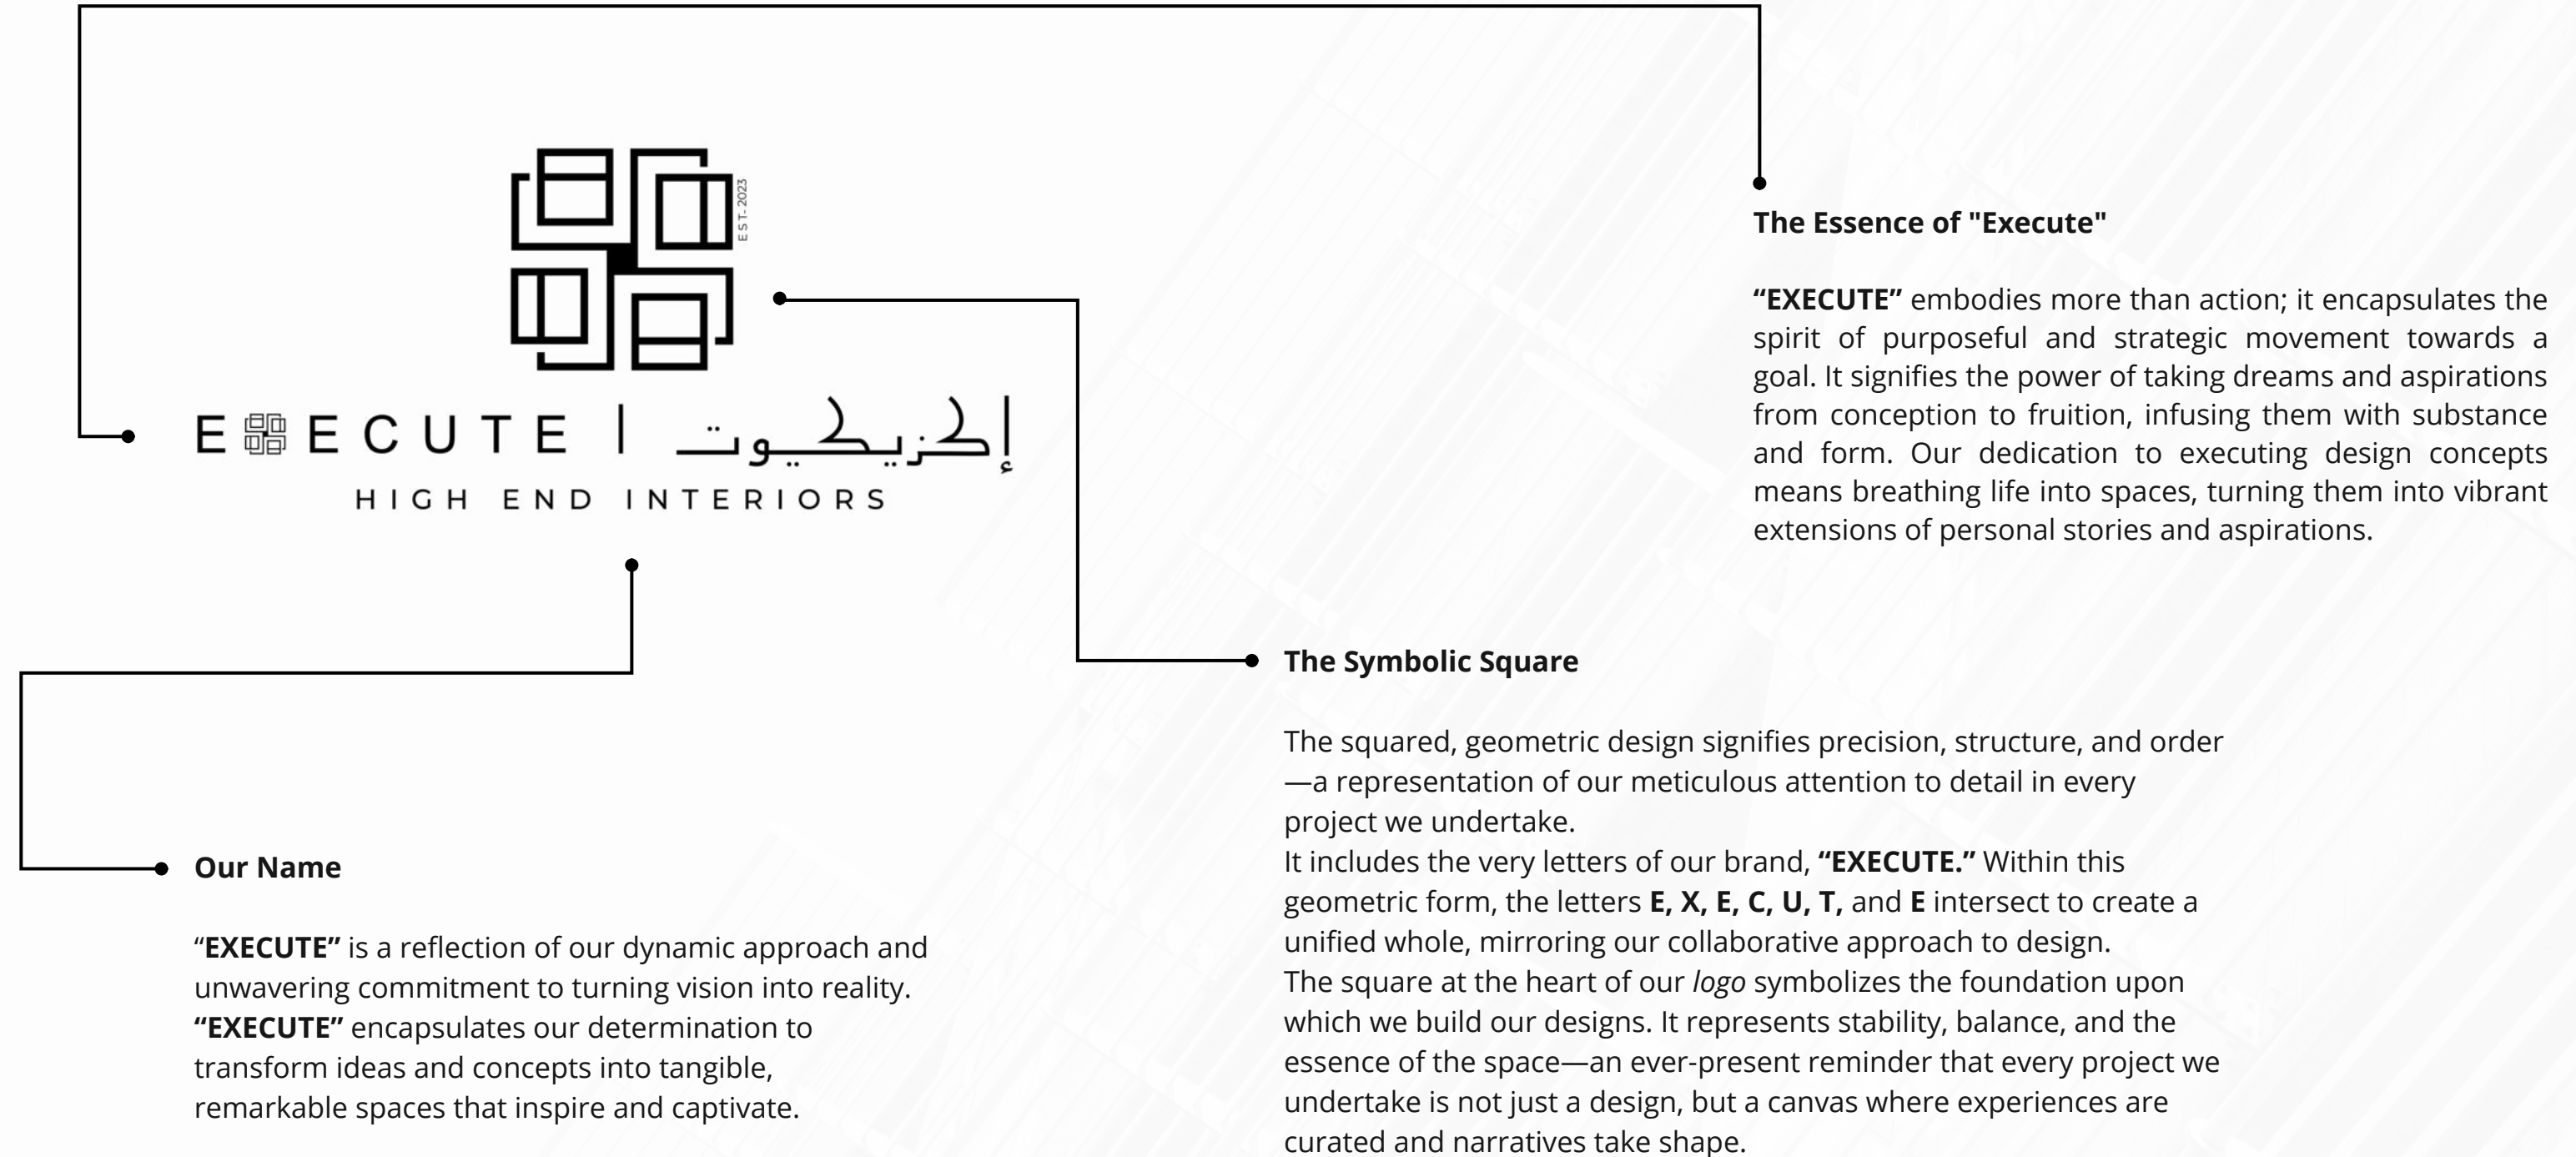 EST- 2023
E ECUTE | إكزيكيوت
HIGH END INTERIORS
The Essence of "Execute"
“EXECUTE” embodies more than action; it encapsulates the
spirit of purposeful and strategic movement towards a
goal. It signifies the power of taking dreams and aspirations
from conception to fruition, infusing them with substance
and form. Our dedication to executing design concepts
means breathing life into spaces, turning them into vibrant
extensions of personal stories and aspirations.
The Symbolic Square
The squared, geometric design signifies precision, structure, and order
—a representation of our meticulous attention to detail in every
project we undertake.
It includes the very letters of our brand, “EXECUTE.” Within this
geometric form, the letters E, X, E, C, U, T, and E intersect to create a
unified whole, mirroring our collaborative approach to design.
The square at the heart of our logo symbolizes the foundation upon
which we build our designs. It represents stability, balance, and the
essence of the space—an ever-present reminder that every project we
undertake is not just a design, but a canvas where experiences are
curated and narratives take shape.
Our Name
“EXECUTE” is a reflection of our dynamic approach and
unwavering commitment to turning vision into reality.
“EXECUTE” encapsulates our determination to
transform ideas and concepts into tangible,
remarkable spaces that inspire and captivate.